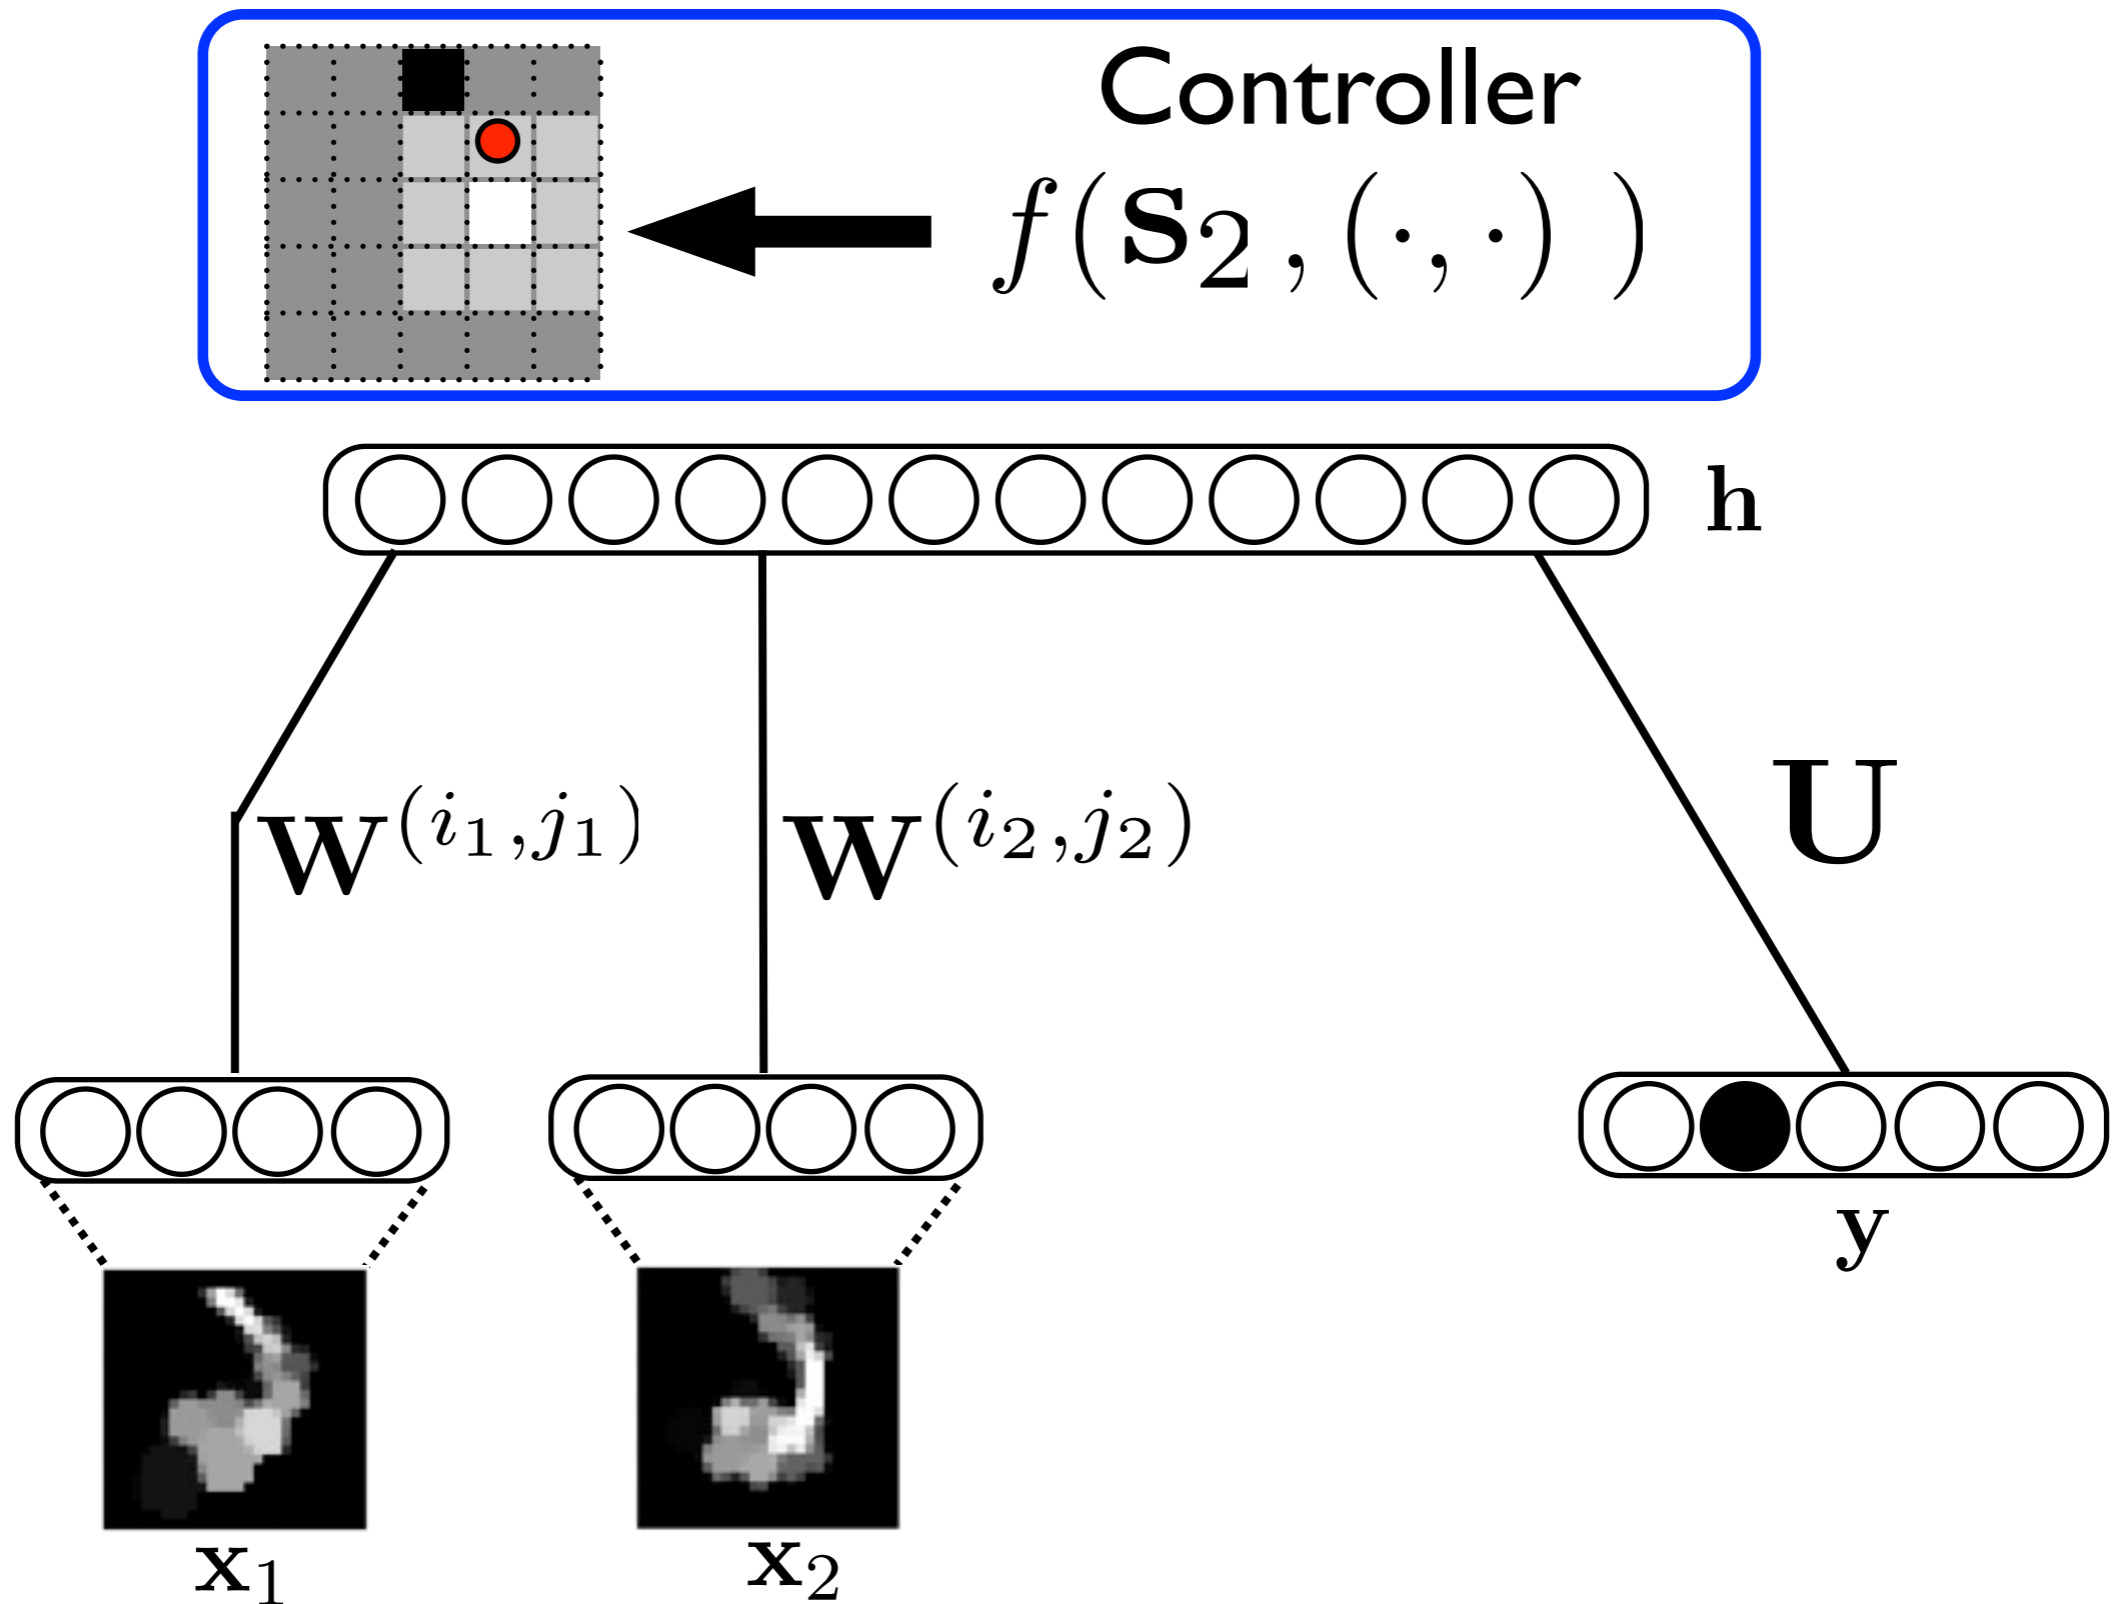 Controller
f(s₂, (·, ·) )
h
W^(i₁,j₁) W^(i₂,j₂) U
y
x₁ x₂